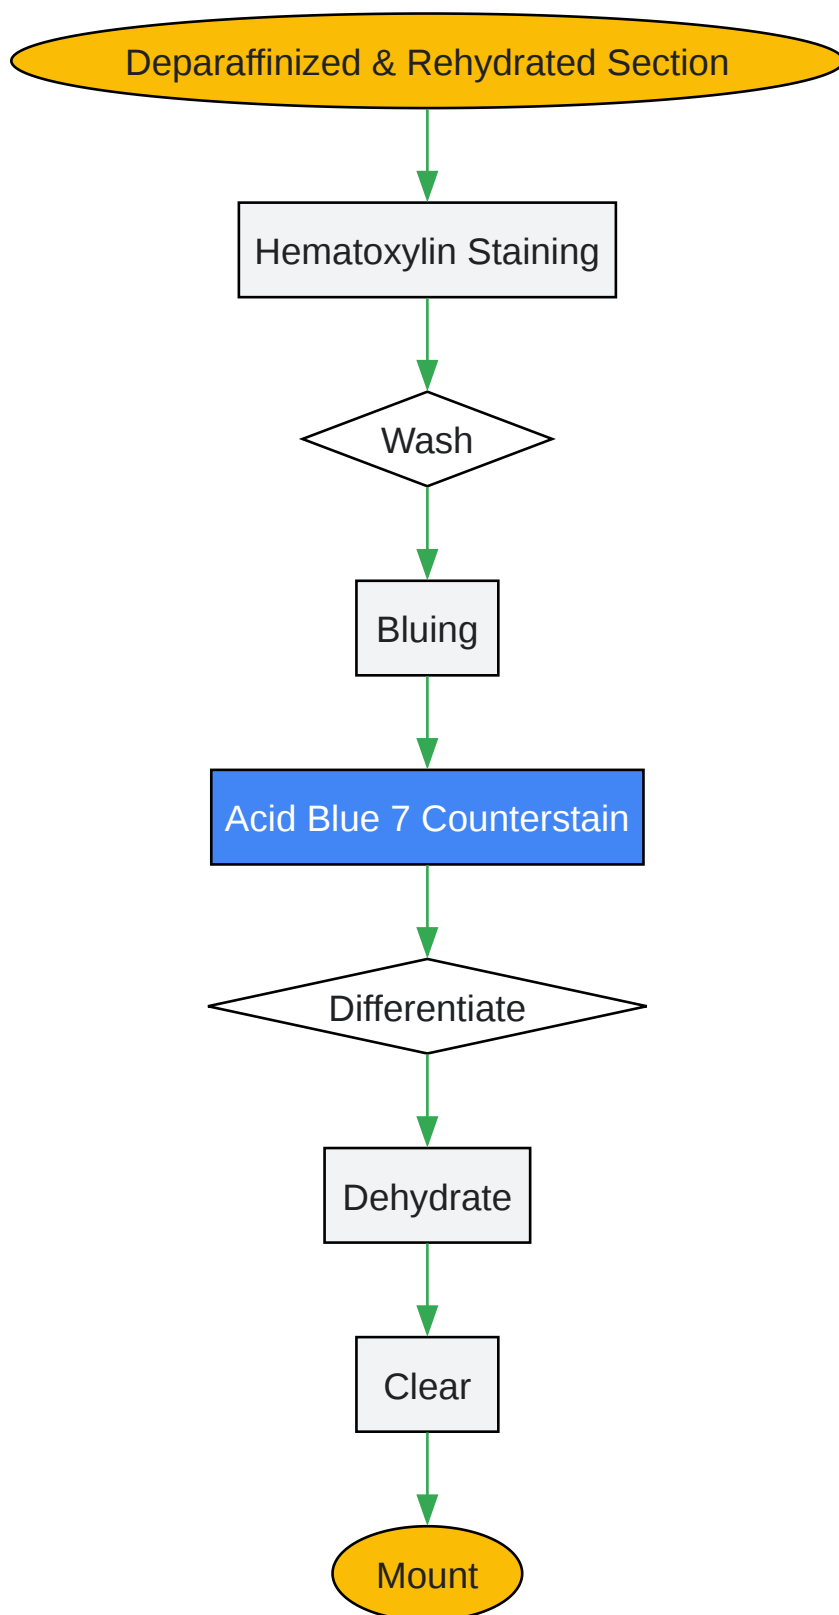 Deparaffinized & Rehydrated Section
Hematoxylin Staining
Wash
Bluing
Acid Blue 7 Counterstain
Differentiate
Dehydrate
Clear
Mount